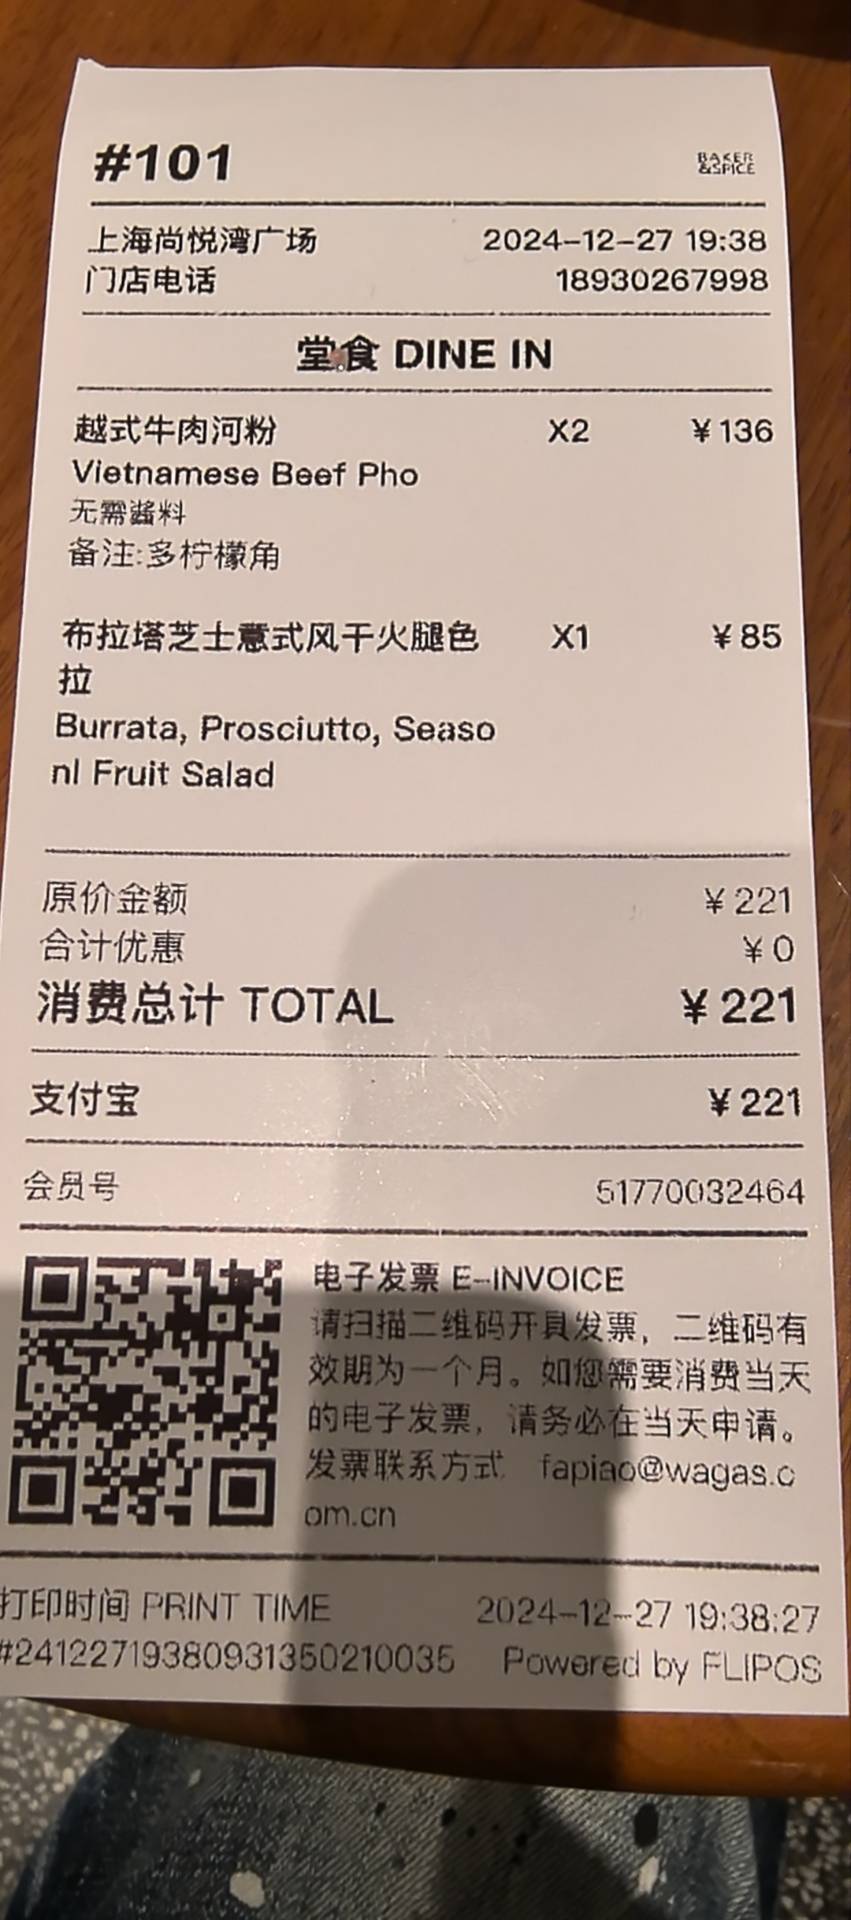 #101
BAKER
&SPICE
上海尚悦湾广场 2024-12-27 19:38
门店电话 18930267998
堂食 DINE IN
越式牛肉河粉 X2 ¥136
Vietnamese Beef Pho
无需酱料
备注:多柠檬角
布拉塔芝士意式风干火腿色 X1 ¥85
拉
Burrata, Prosciutto, Seaso
nl Fruit Salad
原价金额 ¥221
合计优惠 ¥0
消费总计 TOTAL ¥221
支付宝 ¥221
会员号 51770032464
电子发票 E-INVOICE
请扫描二维码开具发票，二维码有
效期为一个月。如您需要消费当天
的电子发票，请务必在当天申请。
发票联系方式 fapiao@wagas.c
om.cn
打印时间 PRINT TIME 2024-12-27 19:38:27
#24122719380931350210035 Powered by FLIPOS